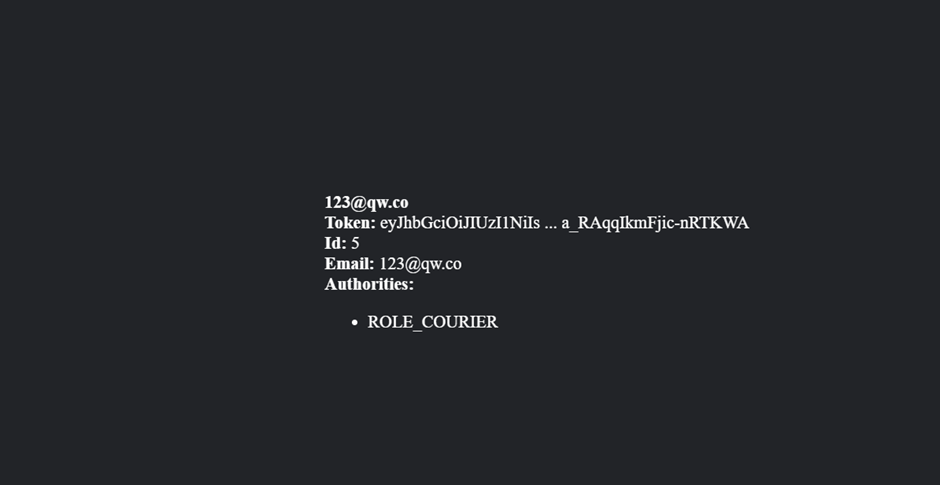 123@qw.co
Token: eyJhbGciOiJIUzI1NiIs ... a_RAqqIkmFjic-nRTKWA
Id: 5
Email: 123@qw.co
Authorities:
• ROLE_COURIER